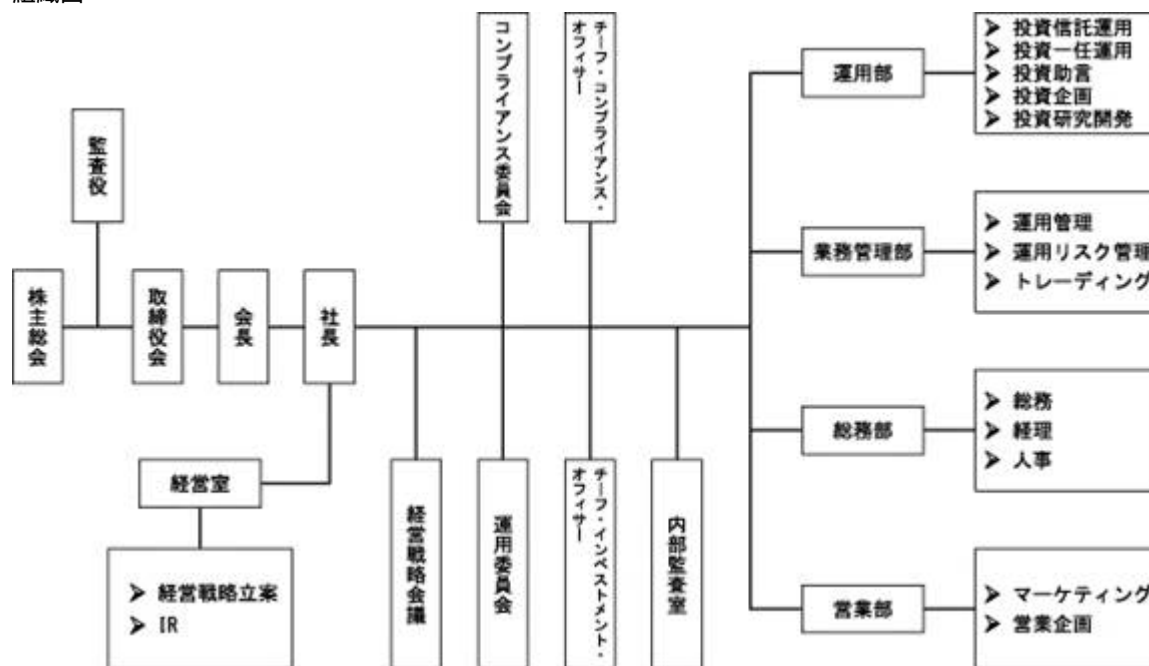 組織図
監査役
株主総会
取締役会
会長
社長
経営室
➤ 経営戦略立案
➤ IR
コンプライアンス委員会
チーフ・コンプライアンス・
オフィサー
経営戦略会議
運用委員会
チーフ・インベストメント・
オフィサー
内部監査室
運用部
➤ 投資信託運用
➤ 投資一任運用
➤ 投資助言
➤ 投資企画
➤ 投資研究開発
業務管理部
➤ 運用管理
➤ 運用リスク管理
➤ トレーディング
総務部
➤ 総務
➤ 経理
➤ 人事
営業部
➤ マーケティング
➤ 営業企画